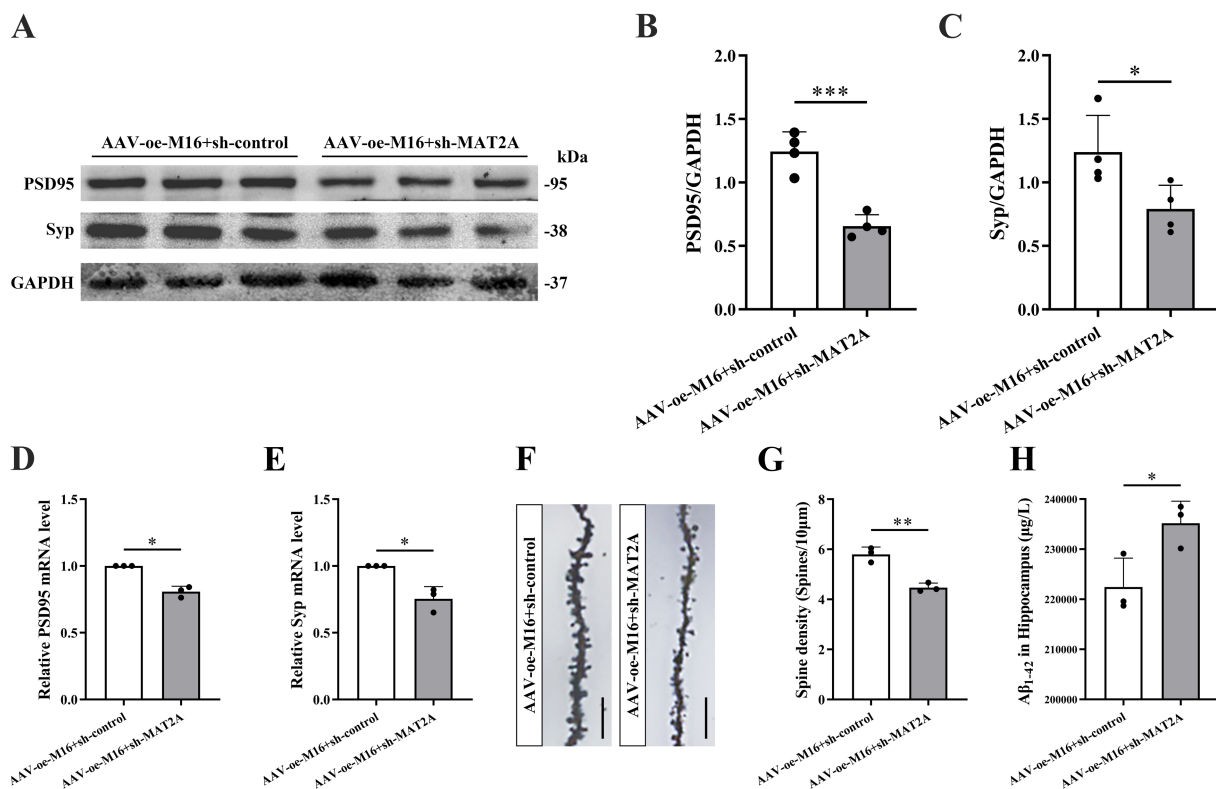 A
AAV-oe-M16+sh-control
AAV-oe-M16+sh-MAT2A
kDa
PSD95
-95
Syp
-38
GAPDH
-37
B
PSD95/GAPDH
2.0
1.5
1.0
0.5
0.0
***
AAV-oe-M16+sh-control
AAV-oe-M16+sh-MAT2A
C
Syp/GAPDH
2.0
1.5
1.0
0.5
0.0
*
AAV-oe-M16+sh-control
AAV-oe-M16+sh-MAT2A
D
Relative PSD95 mRNA level
1.5
1.0
0.5
0.0
*
AAV-oe-M16+sh-control
AAV-oe-M16+sh-MAT2A
E
Relative Syp mRNA level
1.5
1.0
0.5
0.0
*
AAV-oe-M16+sh-control
AAV-oe-M16+sh-MAT2A
F
AAV-oe-M16+sh-control
AAV-oe-M16+sh-MAT2A
G
Spine density (Spines/10μm)
8
6
4
2
0
**
AAV-oe-M16+sh-control
AAV-oe-M16+sh-MAT2A
H
Aβ1-42 in Hippocampus (μg/L)
240000
230000
220000
210000
200000
*
AAV-oe-M16+sh-control
AAV-oe-M16+sh-MAT2A